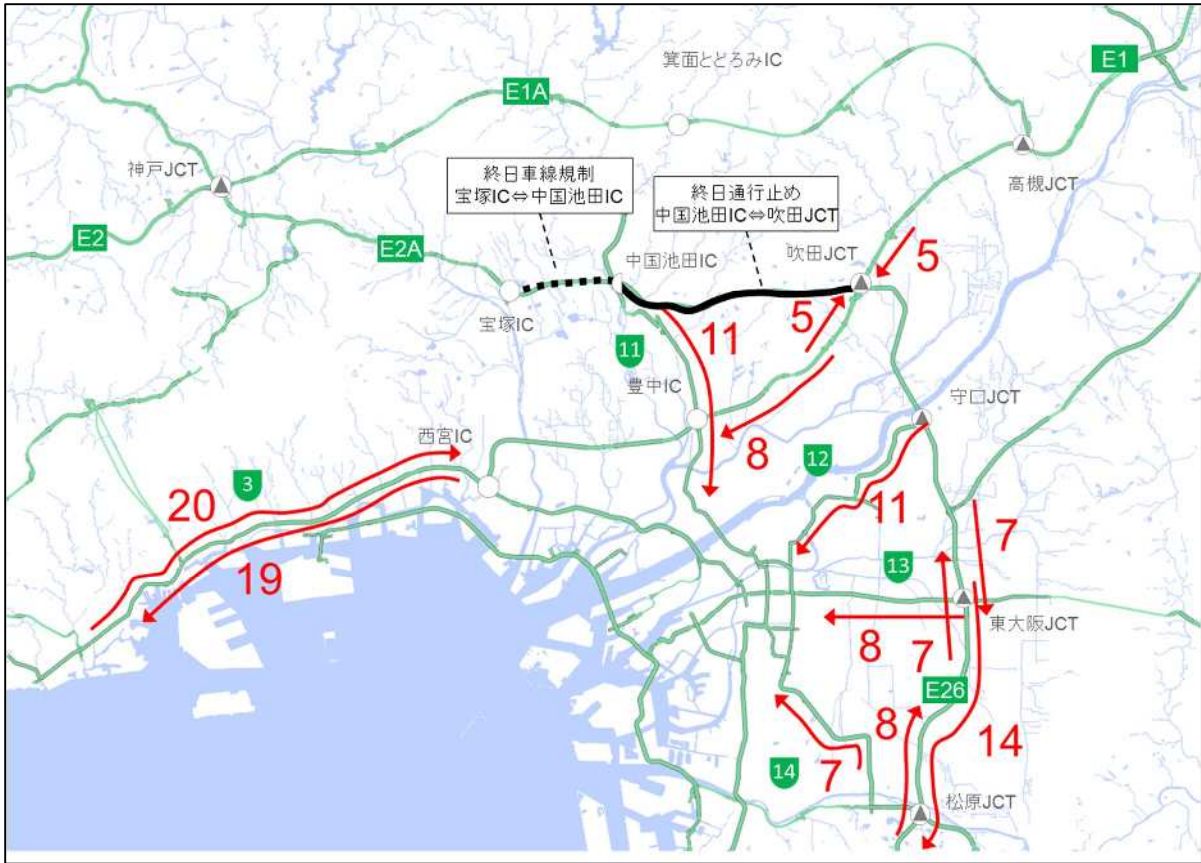 箕面とどろみIC
E1
E1A
神戸JCT
高槻JCT
終日車線規制
宝塚IC⇔中国池田IC
終日通行止め
中国池田IC⇔吹田JCT
E2
E2A
中国池田IC
吹田JCT
5
宝塚IC
11
11
5
豊中IC
守口JCT
西宮IC
8
12
3
20
11
7
19
13
東大阪JCT
8
7
E26
8
14
7
14
松原JCT